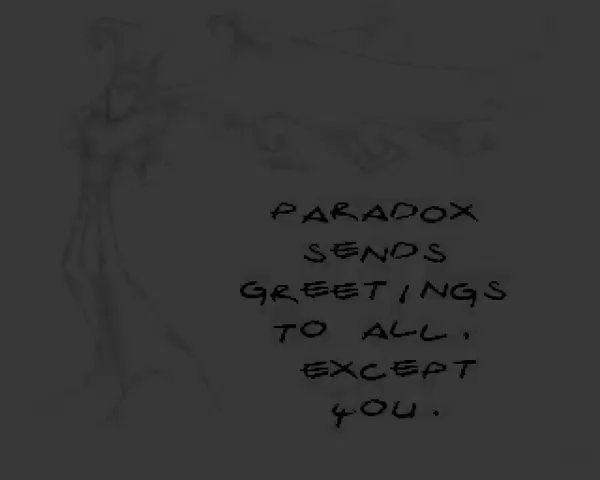 PARADOX
SENDS
GREETINGS
TO ALL.
EXCEPT
YOU.